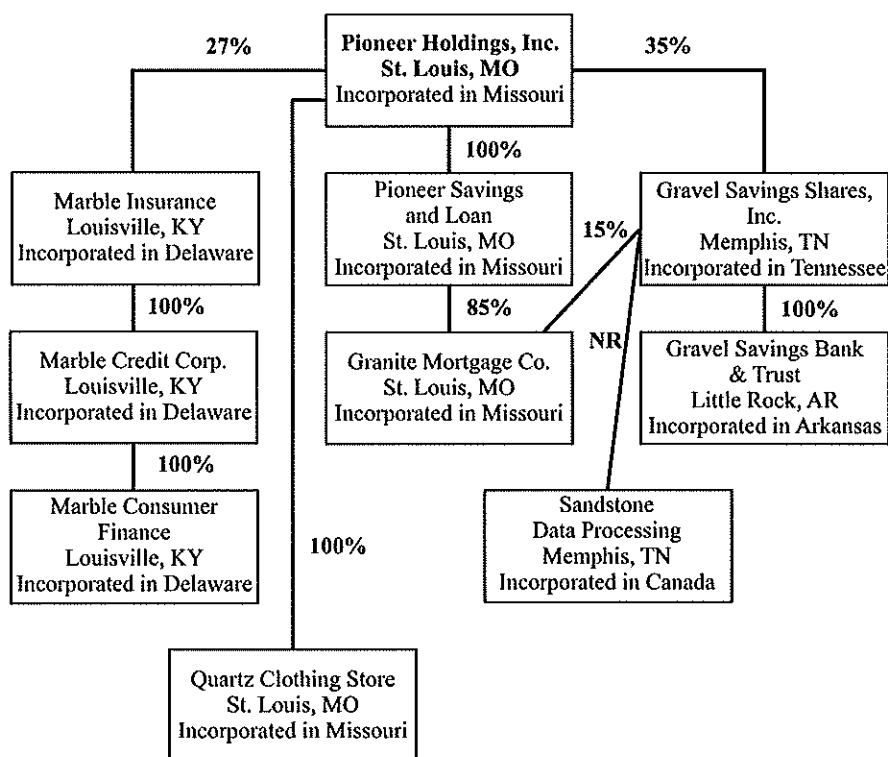 27%
Pioneer Holdings, Inc.
St. Louis, MO
Incorporated in Missouri
35%
100%
Marble Insurance
Louisville, KY
Incorporated in Delaware
Pioneer Savings
and Loan
St. Louis, MO
Incorporated in Missouri
Gravel Savings Shares,
Inc.
Memphis, TN
Incorporated in Tennessee
15%
100%
85%
100%
NR
Marble Credit Corp.
Louisville, KY
Incorporated in Delaware
Granite Mortgage Co.
St. Louis, MO
Incorporated in Missouri
Gravel Savings Bank
& Trust
Little Rock, AR
Incorporated in Arkansas
100%
Marble Consumer
Finance
Louisville, KY
Incorporated in Delaware
100%
Sandstone
Data Processing
Memphis, TN
Incorporated in Canada
Quartz Clothing Store
St. Louis, MO
Incorporated in Missouri